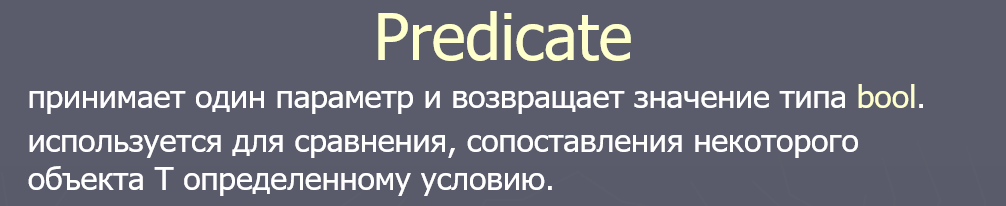 Predicate
принимает один параметр и возвращает значение типа bool.
используется для сравнения, сопоставления некоторого
объекта T определенному условию.